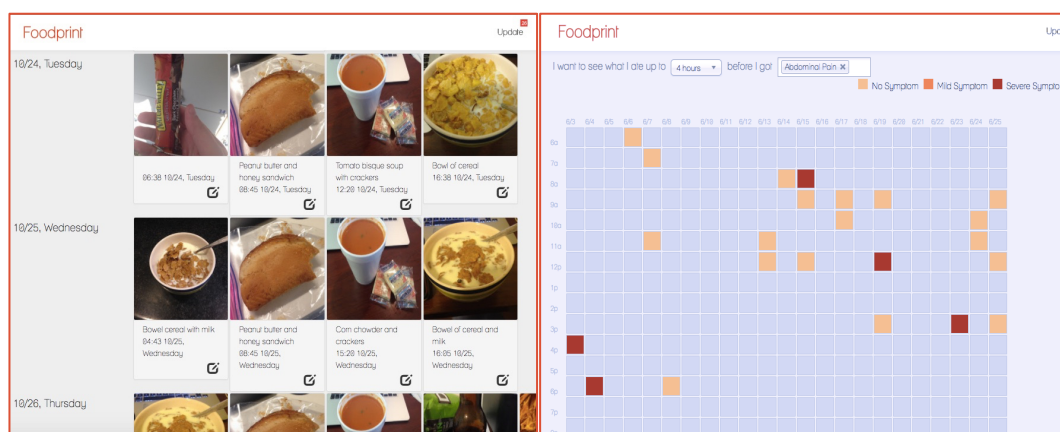 Foodprint
Update
20
10/24, Tuesday
06:38 10/24, Tuesday
Peanut butter and
honey sandwich
08:45 10/24, Tuesday
Tomato bisque soup
with crackers
12:20 10/24, Tuesday
Bowl of cereal
16:38 10/24, Tuesday
10/25, Wednesday
Bowel cereal with milk
04:43 10/25,
Wednesday
Peanut butter and
honey sandwich
08:45 10/25,
Wednesday
Corn chowder and
crackers
15:20 10/25,
Wednesday
Bowel of cereal and
milk
16:05 10/25,
Wednesday
10/26, Thursday
Foodprint
Upd
I want to see what I ate up to 4 hours before I got Abdominal Pain ✖
No Symptom Mild Symptom Severe Sympto
6/3 6/4 6/5 6/6 6/7 6/8 6/10 6/11 6/12 6/13 6/14 6/15 6/16 6/17 6/18 6/19 6/20 6/21 6/22 6/23 6/24 6/25
6a
7a
8a
9a
10a
11a
12p
1p
2p
3p
4p
5p
6p
7p